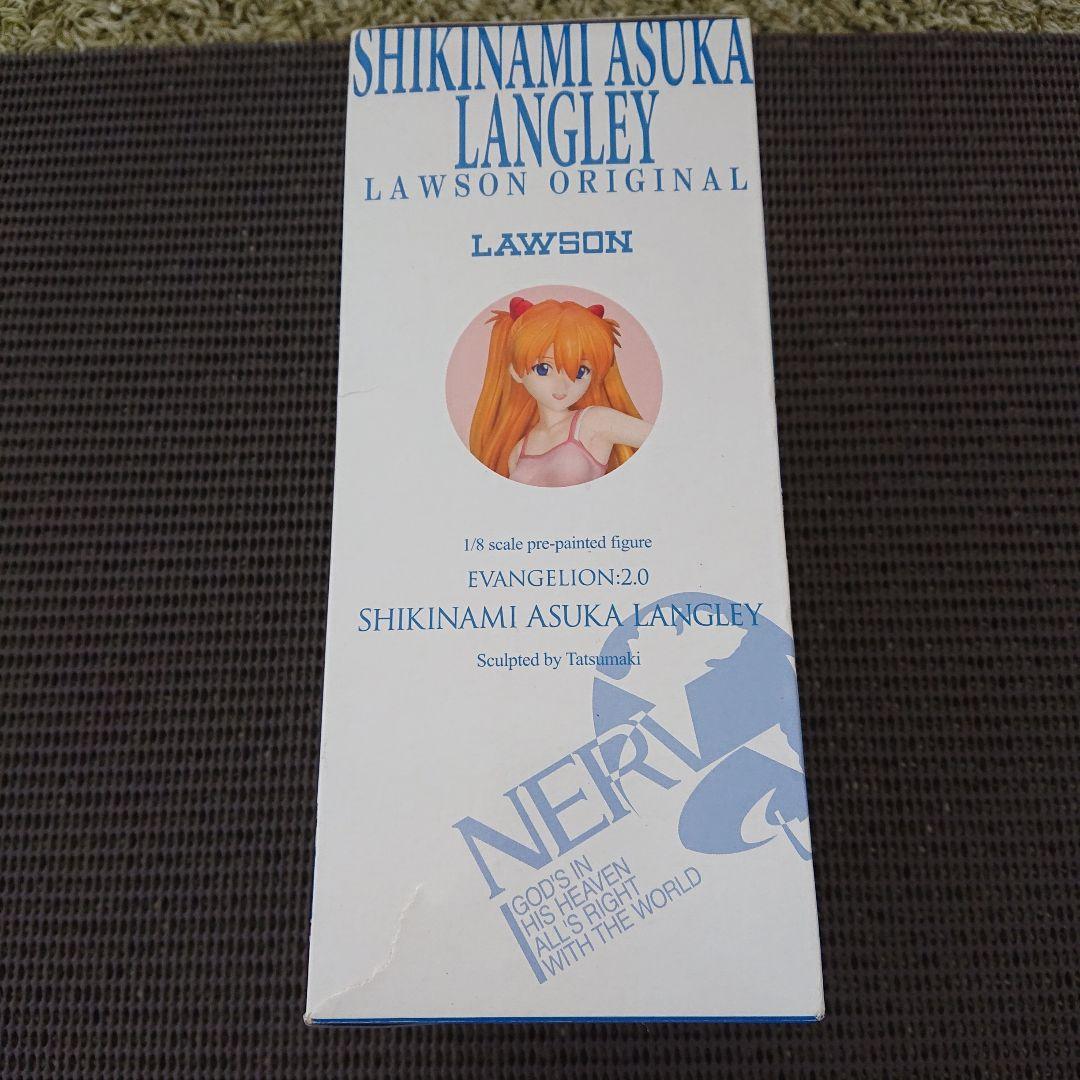 SHIKINAMI ASUKA
LANGLEY
LAWSON ORIGINAL
LAWSON
1/8 scale pre-painted figure
EVANGELION:2.0
SHIKINAMI ASUKA LANGLEY
Sculpted by Tatsumaki
NERV
GOD'S IN
HIS HEAVEN
ALL'S RIGHT
WITH THE WORLD